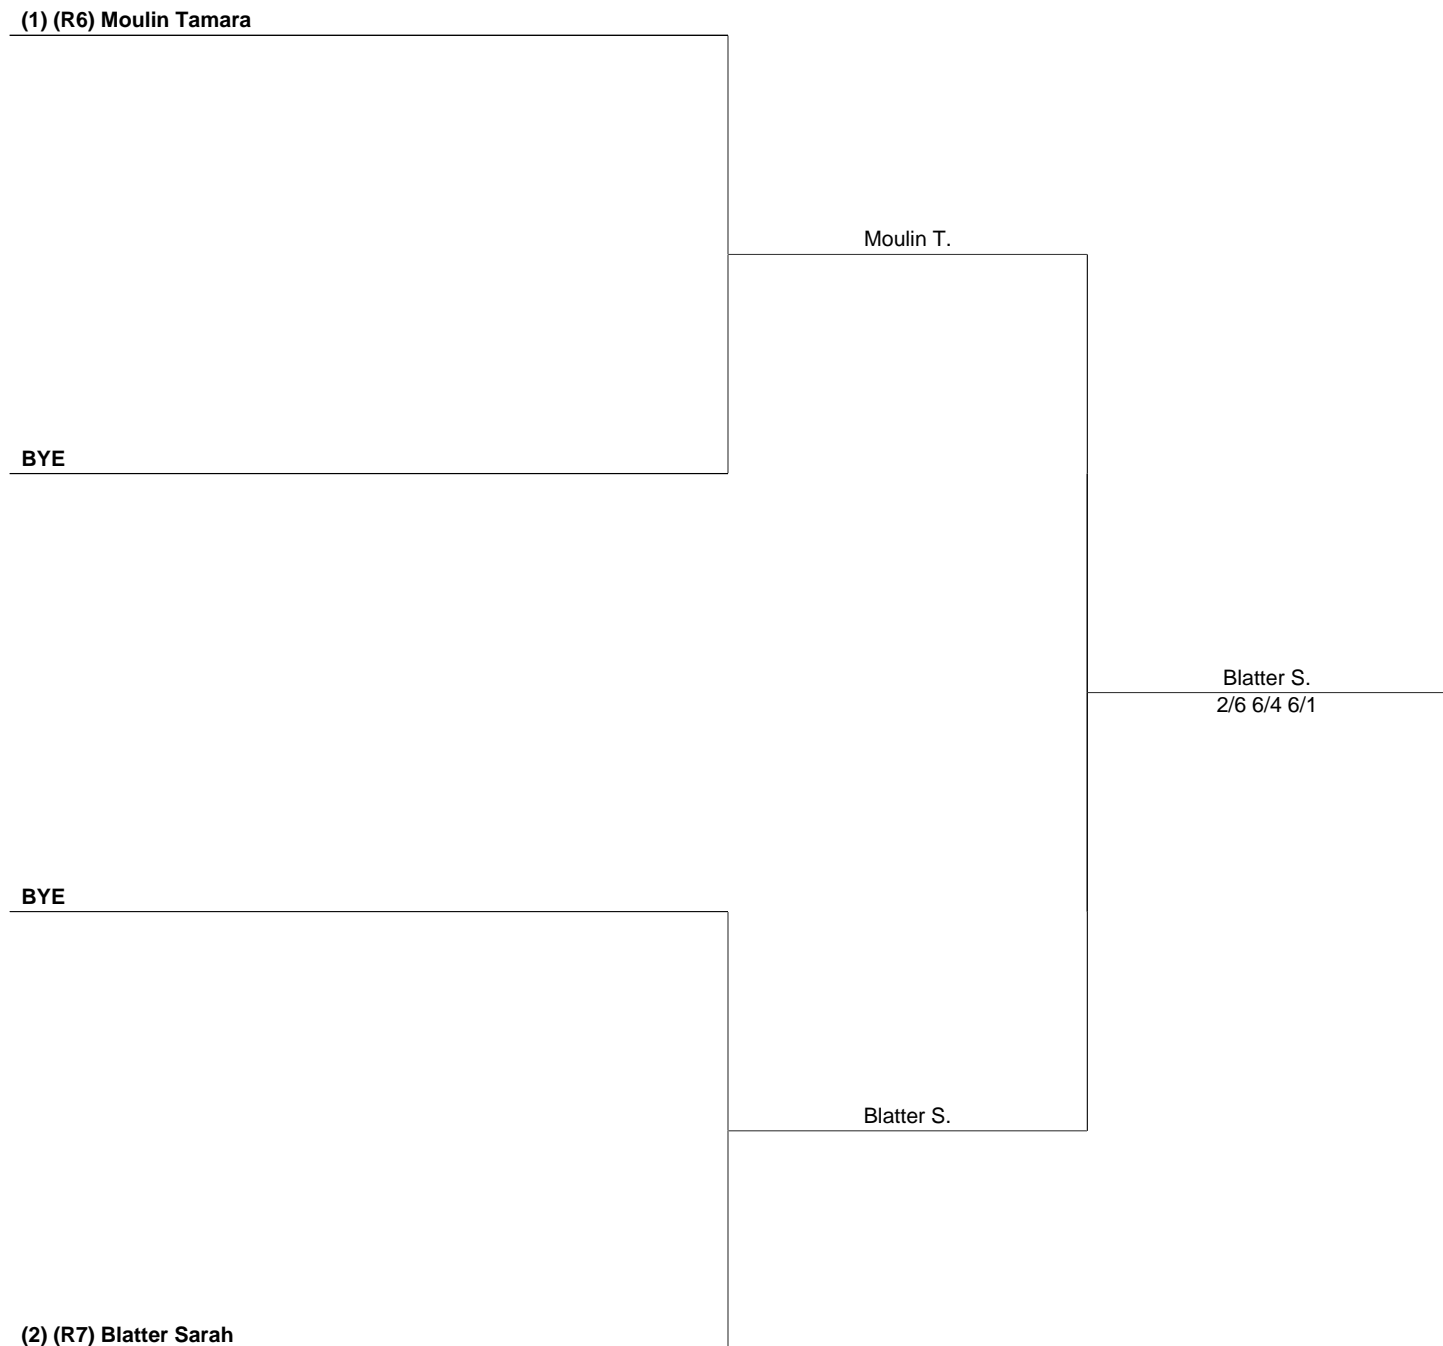 (1) (R6) Moulin Tamara
Moulin T.
BYE
Blatter S.
2/6 6/4 6/1
BYE
Blatter S.
(2) (R7) Blatter Sarah